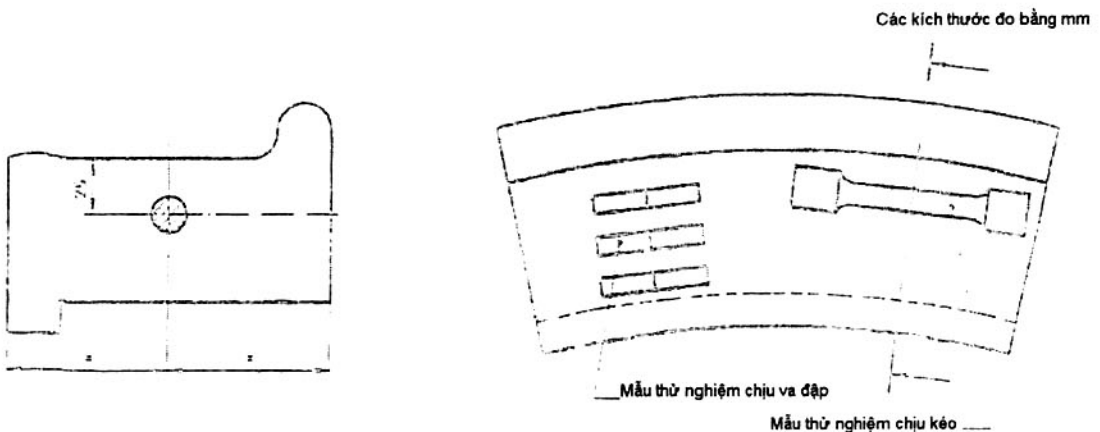 Các kích thước đo bằng mm
Mẫu thử nghiệm chịu va đập
Mẫu thử nghiệm chịu kéo